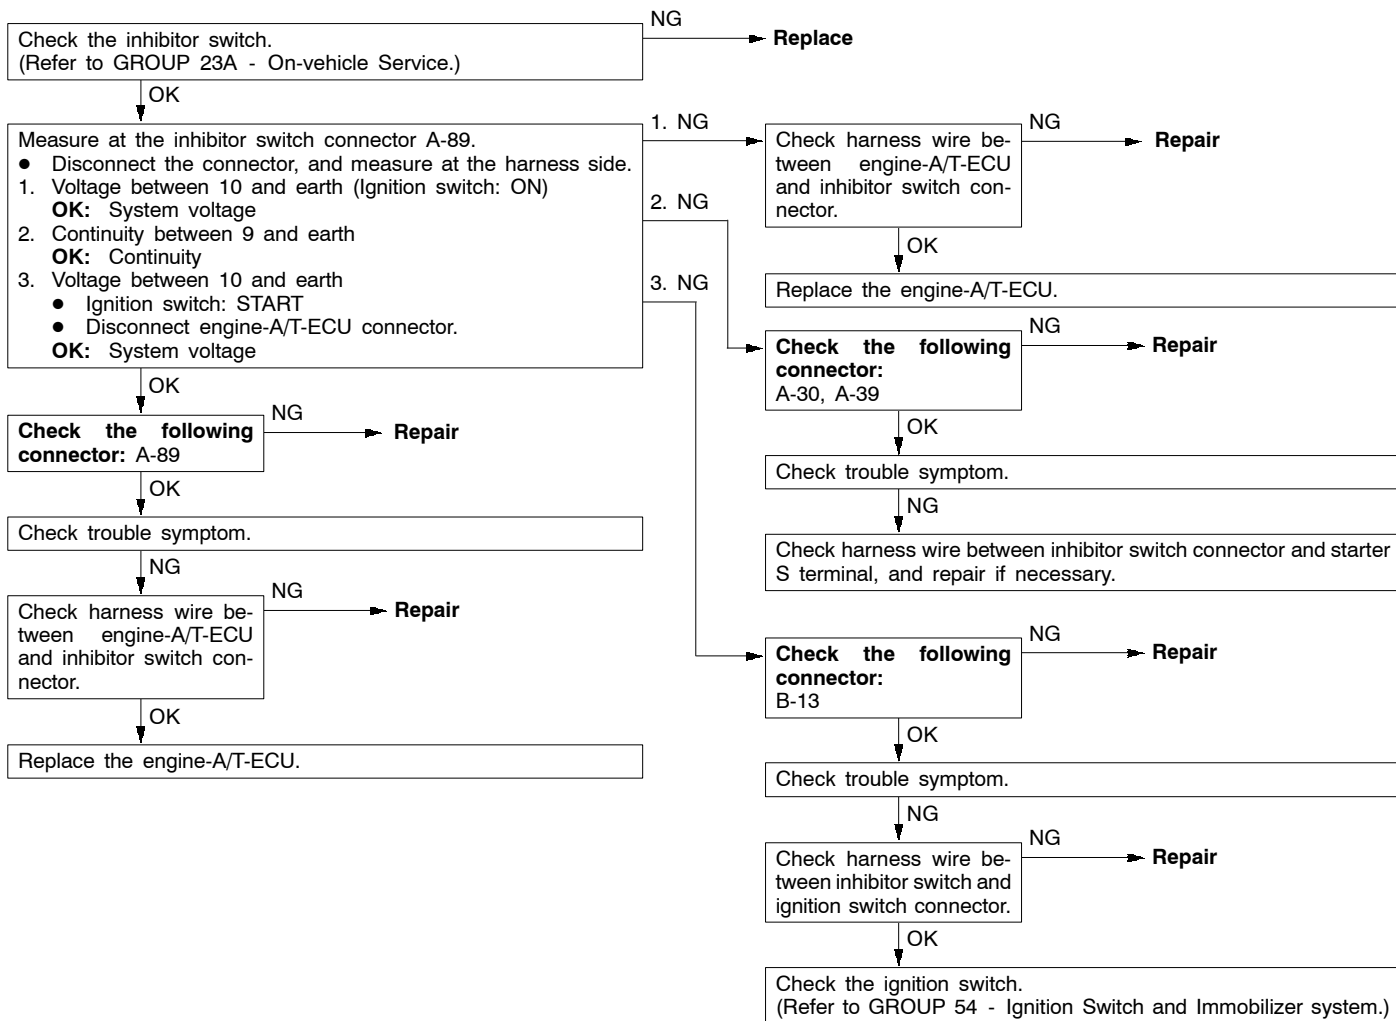 Check the inhibitor switch.
(Refer to GROUP 23A - On-vehicle Service.)
NG
Replace
OK
Measure at the inhibitor switch connector A-89.
● Disconnect the connector, and measure at the harness side.
1. Voltage between 10 and earth (Ignition switch: ON)
OK: System voltage
2. Continuity between 9 and earth
OK: Continuity
3. Voltage between 10 and earth
● Ignition switch: START
● Disconnect engine-A/T-ECU connector.
OK: System voltage
OK
Check the following
connector: A-89
NG
Repair
OK
Check trouble symptom.
NG
Check harness wire be-
tween engine-A/T-ECU
and inhibitor switch con-
nector.
NG
Repair
OK
Replace the engine-A/T-ECU.
1. NG
Check harness wire be-
tween engine-A/T-ECU
and inhibitor switch con-
nector.
NG
Repair
OK
Replace the engine-A/T-ECU.
2. NG
Check the following
connector:
A-30, A-39
NG
Repair
OK
Check trouble symptom.
NG
Check harness wire between inhibitor switch connector and starter
S terminal, and repair if necessary.
3. NG
Check the following
connector:
B-13
NG
Repair
OK
Check trouble symptom.
NG
Check harness wire be-
tween inhibitor switch and
ignition switch connector.
NG
Repair
OK
Check the ignition switch.
(Refer to GROUP 54 - Ignition Switch and Immobilizer system.)